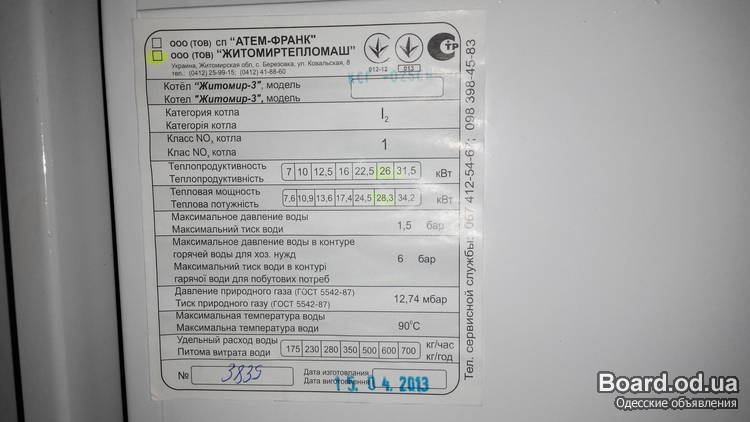 ООО (ТОВ) СП "АТЕМ-ФРАНК"
ООО (ТОВ) "ЖИТОМИРТЕПЛОМАШ"
Украина, Житомирская обл, с. Березовка, ул. Ковальская, 8
тел.: (0412) 25-99-15; (0412) 41-88-60
012-12 013
Котёл "Житомир-3", модель
Котел "Житомир-3", модель
Категория котла
Категорія котла
I2
Класс NOx котла
Клас NOx котла
1
Теплопродуктивность
Теплопродуктивність
7 10 12,5 16 22,5 26 31,5 кВт
Тепловая мощность
Теплова потужність
7,6 10,9 13,6 17,4 24,5 28,3 34,2 кВт
Максимальное давление воды
Максимальний тиск води
1,5 бар
Максимальное давление воды в контуре
горячей воды для хоз. нужд
Максимальний тиск води в контурі
гарячої води для побутових потреб
6 бар
Давление природного газа (ГОСТ 5542-87)
Тиск природного газу (ГОСТ 5542-87)
12,74 мбар
Максимальная температура воды
Максимальна температура води
90°С
Удельный расход воды
Питома витрата води
175 230 280 350 500 600 700
кг/час
кг/год
№ 3835
Дата изготовления
Дата виготовлення
15. 04. 2013
Тел. сервисной службы: 067 412-54-67; 098 398-45-83
Board.od.ua
Одесские объявления